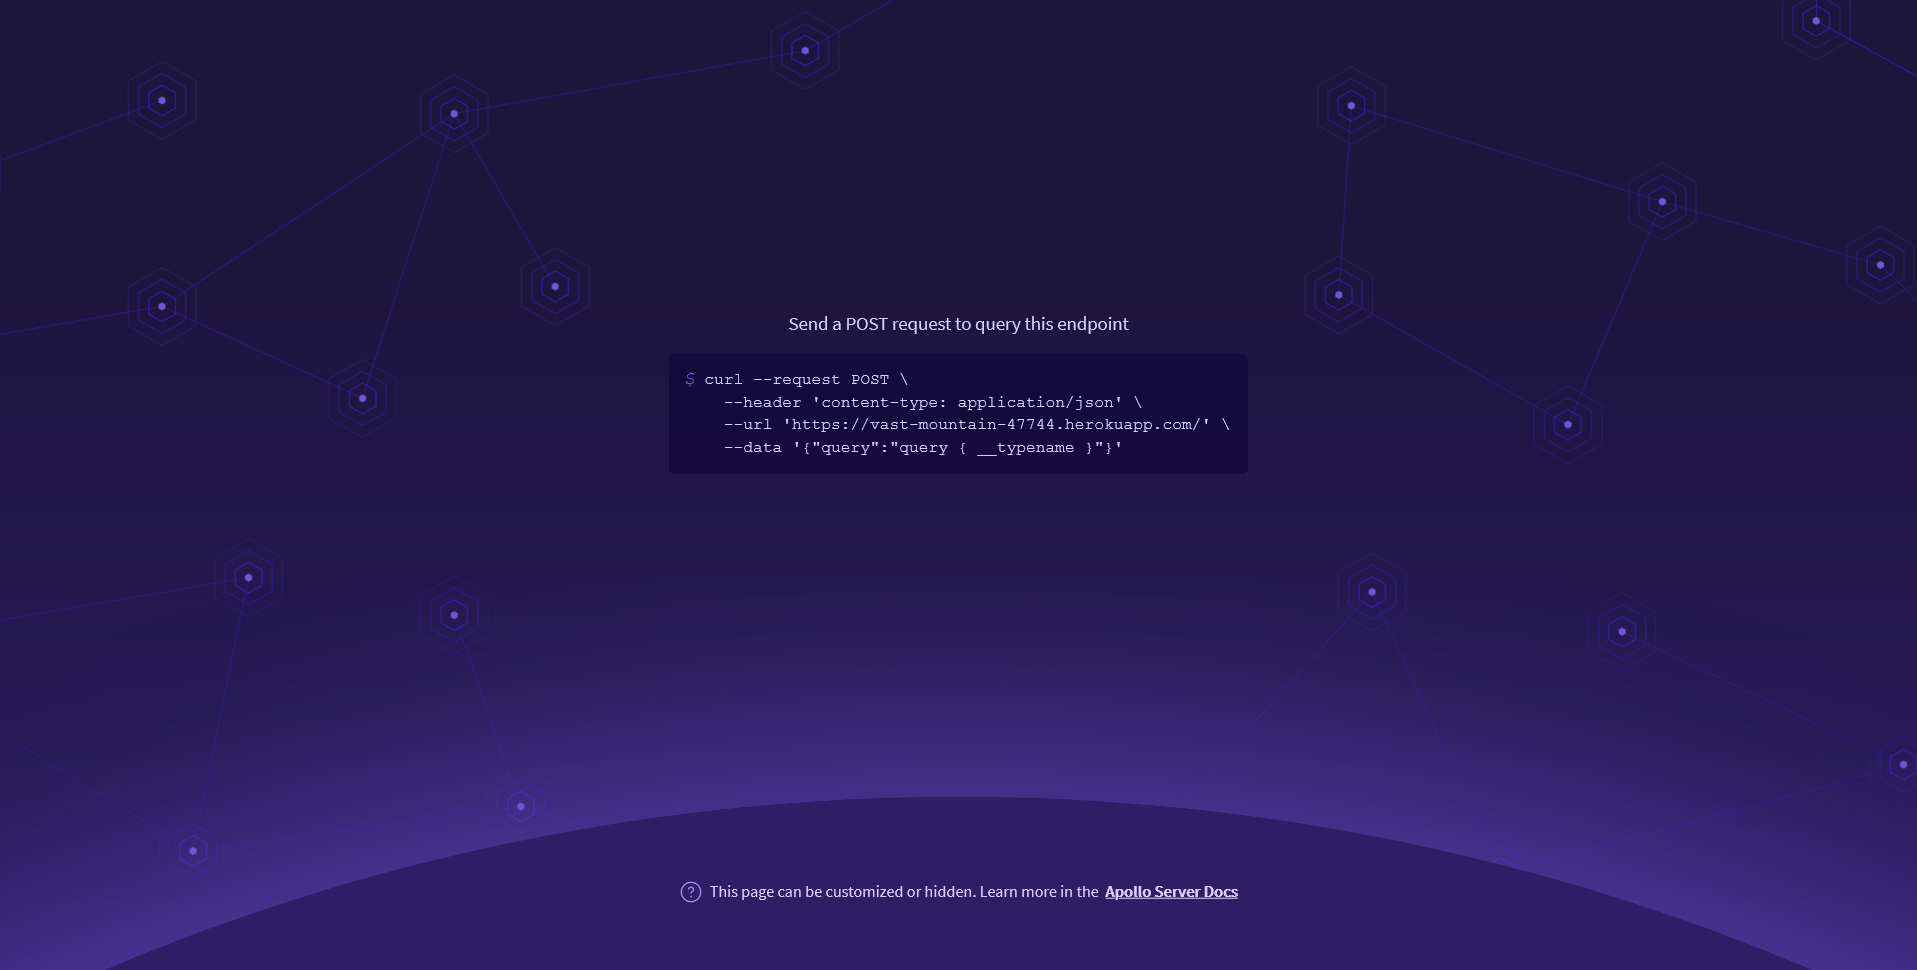 Send a POST request to query this endpoint
$ curl --request POST \
--header 'content-type: application/json' \
--url 'https://vast-mountain-47744.herokuapp.com/' \
--data '{"query":"query { __typename }"}'
? This page can be customized or hidden. Learn more in the Apollo Server Docs